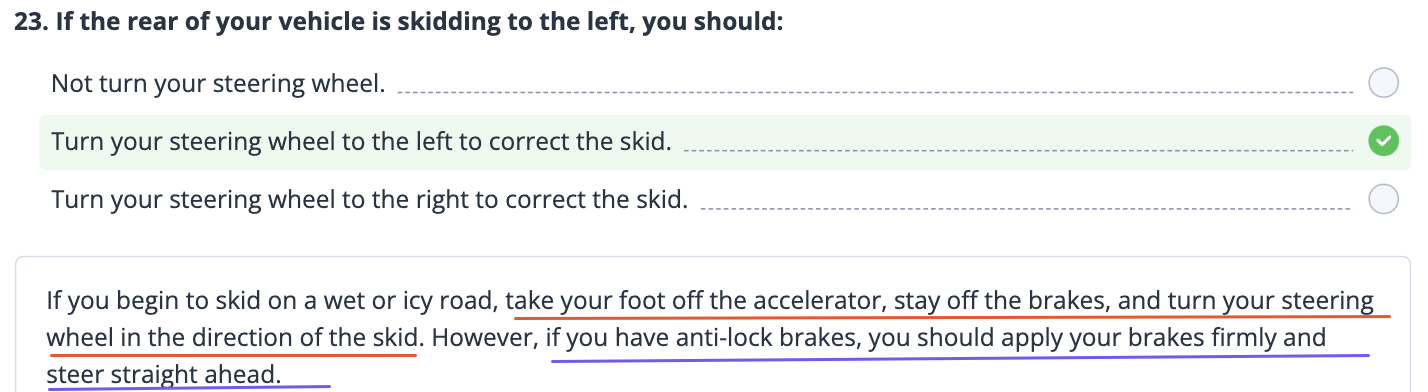 23. If the rear of your vehicle is skidding to the left, you should:
Not turn your steering wheel.
Turn your steering wheel to the left to correct the skid.
Turn your steering wheel to the right to correct the skid.
If you begin to skid on a wet or icy road, take your foot off the accelerator, stay off the brakes, and turn your steering
wheel in the direction of the skid. However, if you have anti-lock brakes, you should apply your brakes firmly and
steer straight ahead.